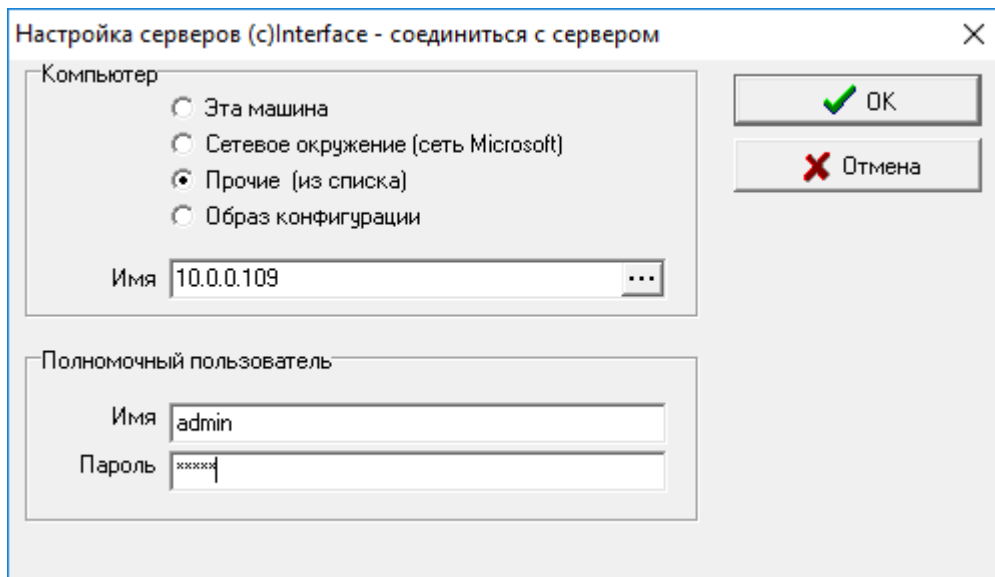 Настройка серверов (c)Interface - соединиться с сервером
Компьютер
Эта машина
Сетевое окружение (сеть Microsoft)
Прочие (из списка)
Образ конфигурации
Имя 10.0.0.109 ...
OK
Отмена
Полномочный пользователь
Имя admin
Пароль *****